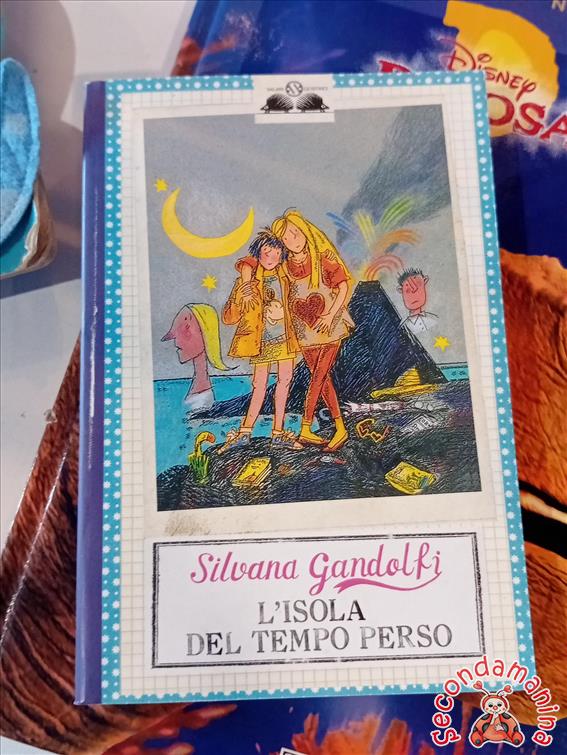 DISNEY
Silvana Gandolfi
L'ISOLA
DEL TEMPO PERSO
Secondamanina